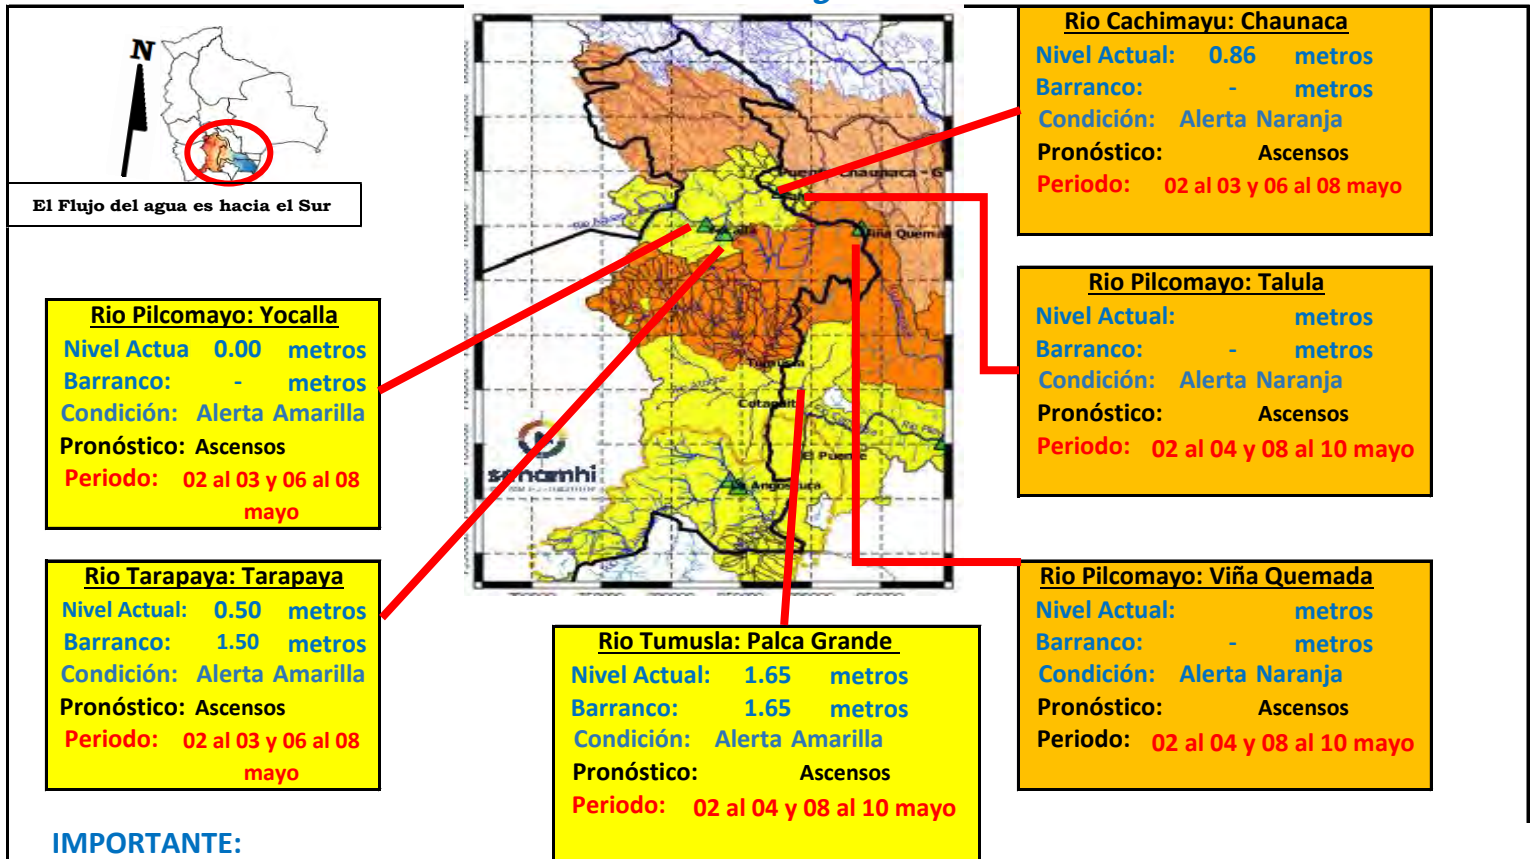 N
El Flujo del agua es hacia el Sur
Rio Cachimayu: Chaunaca
Nivel Actual: 0.86 metros
Barranco: - metros
Condición: Alerta Naranja
Pronóstico: Ascensos
Periodo: 02 al 03 y 06 al 08 mayo
Rio Pilcomayo: Talula
Nivel Actual: metros
Barranco: - metros
Condición: Alerta Naranja
Pronóstico: Ascensos
Periodo: 02 al 04 y 08 al 10 mayo
Rio Pilcomayo: Yocalla
Nivel Actua 0.00 metros
Barranco: - metros
Condición: Alerta Amarilla
Pronóstico: Ascensos
Periodo: 02 al 03 y 06 al 08
mayo
Rio Tarapaya: Tarapaya
Nivel Actual: 0.50 metros
Barranco: 1.50 metros
Condición: Alerta Amarilla
Pronóstico: Ascensos
Periodo: 02 al 03 y 06 al 08
mayo
Puente Chaunaca - G
Viña Quema
Tumusla
Cotagait
El Puente
Angostura
senamhi
Rio Tumusla: Palca Grande
Nivel Actual: 1.65 metros
Barranco: 1.65 metros
Condición: Alerta Amarilla
Pronóstico: Ascensos
Periodo: 02 al 04 y 08 al 10 mayo
Rio Pilcomayo: Viña Quemada
Nivel Actual: metros
Barranco: - metros
Condición: Alerta Naranja
Pronóstico: Ascensos
Periodo: 02 al 04 y 08 al 10 mayo
IMPORTANTE: